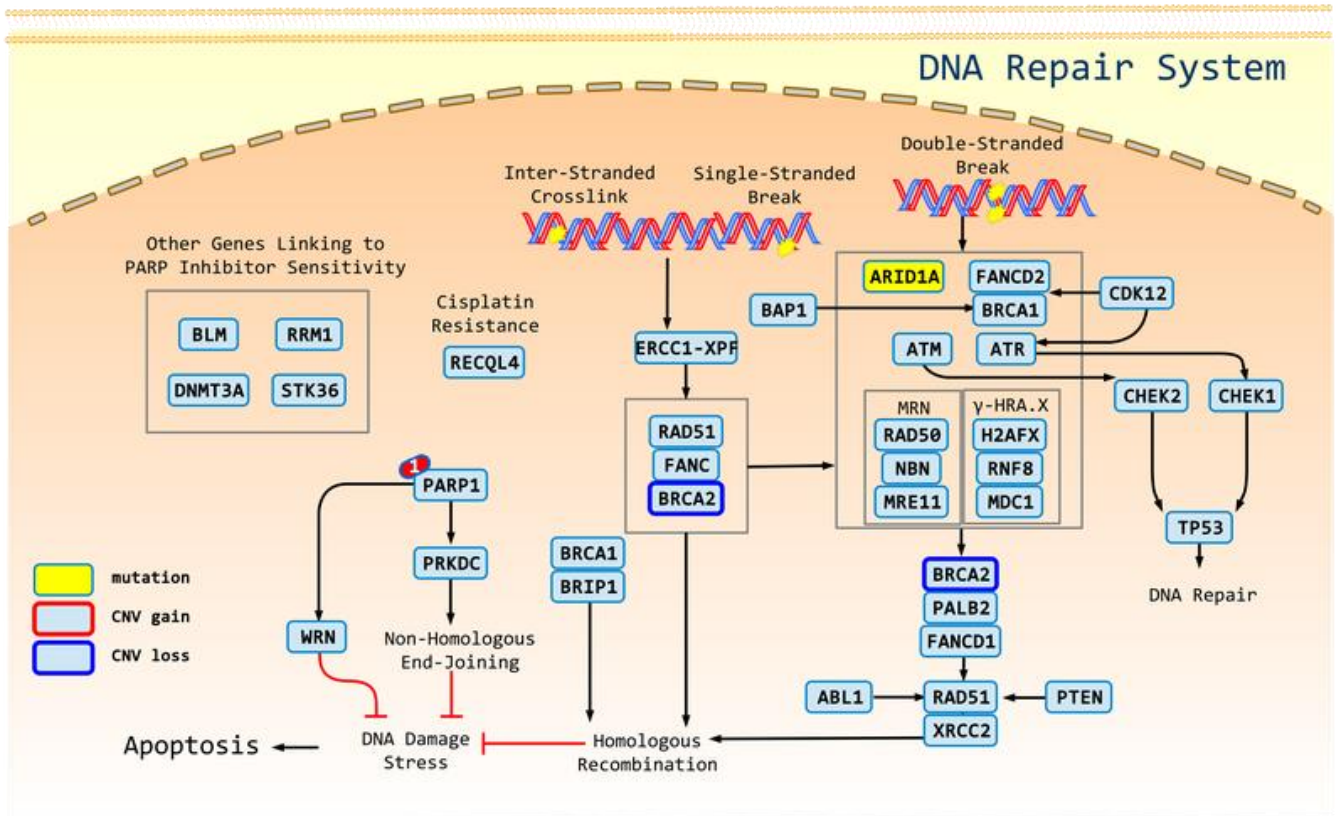 DNA Repair System
Double-Stranded
Break
Inter-Stranded
Crosslink
Single-Stranded
Break
Other Genes Linking to
PARP Inhibitor Sensitivity
BLM
RRM1
DNMT3A
STK36
Cisplatin
Resistance
RECQL4
ERCC1-XPF
BAP1
ARID1A
FANCD2
BRCA1
CDK12
ATM
ATR
CHEK2
CHEK1
MRN
RAD50
NBN
MRE11
γ-HRA.X
H2AFX
RNF8
MDC1
RAD51
FANC
BRCA2
1
PARP1
PRKDC
WRN
Non-Homologous
End-Joining
BRCA1
BRIP1
TP53
DNA Repair
BRCA2
PALB2
FANCD1
ABL1
RAD51
PTEN
XRCC2
mutation
CNV gain
CNV loss
Apoptosis
DNA Damage
Stress
Homologous
Recombination